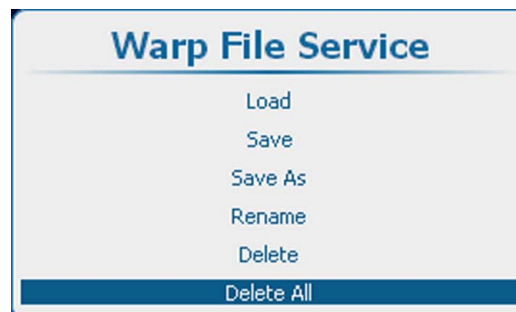 Warp File Service
Load
Save
Save As
Rename
Delete
Delete All